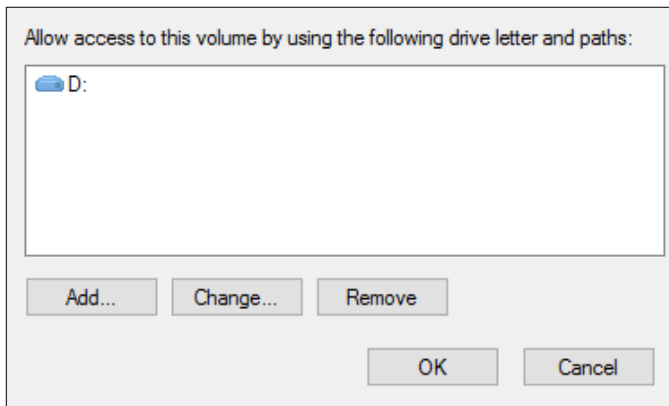 Allow access to this volume by using the following drive letter and paths:
D:
Add...
Change...
Remove
OK
Cancel